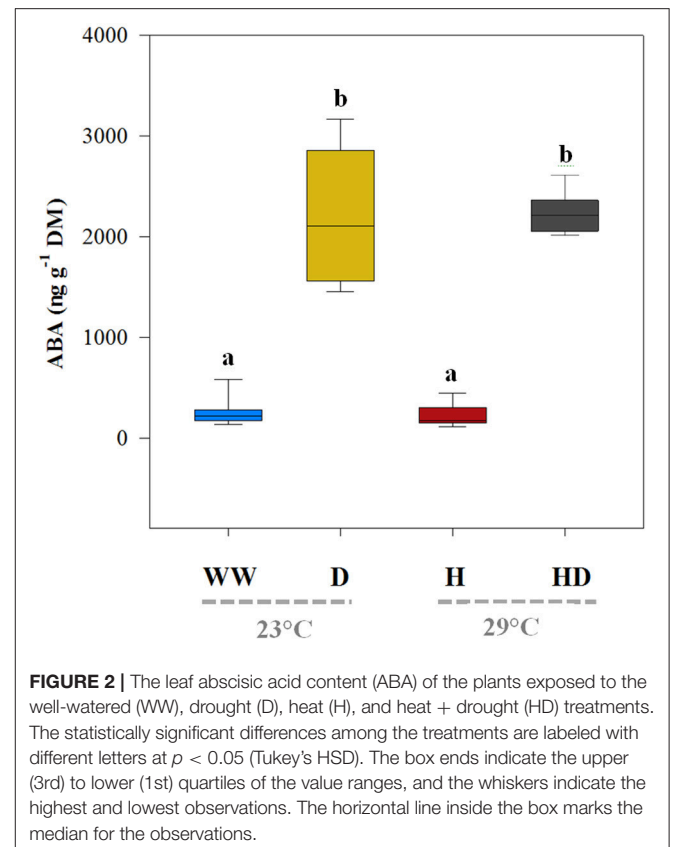 4000
b
3000
b
2000
ABA (ng g⁻¹ DM)
1000
a
a
0
WW D H HD
23°C 29°C
FIGURE 2 | The leaf abscisic acid content (ABA) of the plants exposed to the
well-watered (WW), drought (D), heat (H), and heat + drought (HD) treatments.
The statistically significant differences among the treatments are labeled with
different letters at p < 0.05 (Tukey's HSD). The box ends indicate the upper
(3rd) to lower (1st) quartiles of the value ranges, and the whiskers indicate the
highest and lowest observations. The horizontal line inside the box marks the
median for the observations.